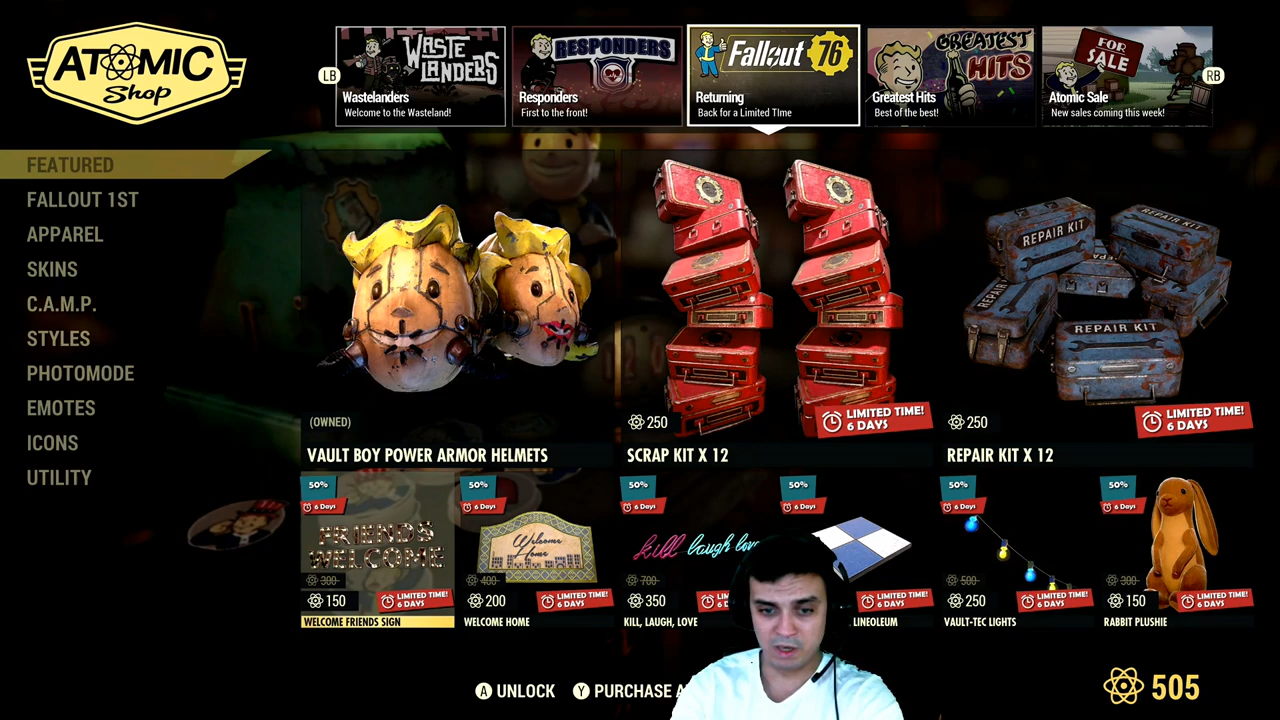 ATOMIC
Shop
LB
WASTE
LANDERS
Wastelanders
Welcome to the Wasteland!
RESPONDERS
Responders
First to the front!
Fallout 76
Returning
Back for a Limited TIme
GREATEST
HITS
Greatest Hits
Best of the best!
FOR
SALE
Atomic Sale
New sales coming this week!
RB
FEATURED
FALLOUT 1ST
APPAREL
SKINS
C.A.M.P.
STYLES
PHOTOMODE
EMOTES
ICONS
UTILITY
(OWNED)
VAULT BOY POWER ARMOR HELMETS
250
LIMITED TIME!
6 DAYS
SCRAP KIT X 12
REPAIR KIT
REPAIR KIT
REPAIR
REPAIR KIT
250
LIMITED TIME!
6 DAYS
REPAIR KIT X 12
50%
6 Days
FRIENDS
WELCOME
300
150
LIMITED TIME!
6 DAYS
WELCOME FRIENDS SIGN
50%
6 Days
Welcome
Home
400
200
LIMITED TIME!
6 DAYS
WELCOME HOME
50%
6 Days
kill laugh love
700
350
KILL, LAUGH, LOVE
50%
6 Days
LIMITED TIME!
6 DAYS
LINEOLEUM
50%
6 Days
500
250
LIMITED TIME!
6 DAYS
VAULT-TEC LIGHTS
50%
6 Days
300
150
LIMITED TIME!
6 DAYS
RABBIT PLUSHIE
A UNLOCK
Y PURCHASE
505